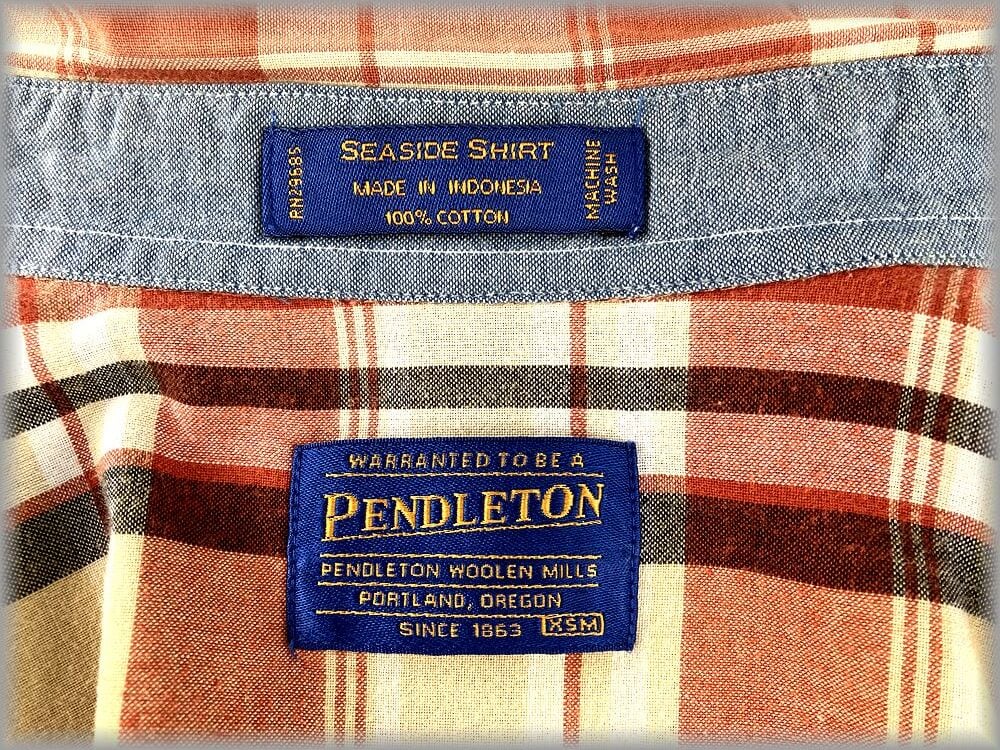 RN29685
SEASIDE SHIRT
MADE IN INDONESIA
100% COTTON
MACHINE
WASH
WARRANTED TO BE A
PENDLETON
PENDLETON WOOLEN MILLS
PORTLAND, OREGON
SINCE 1863 XSM